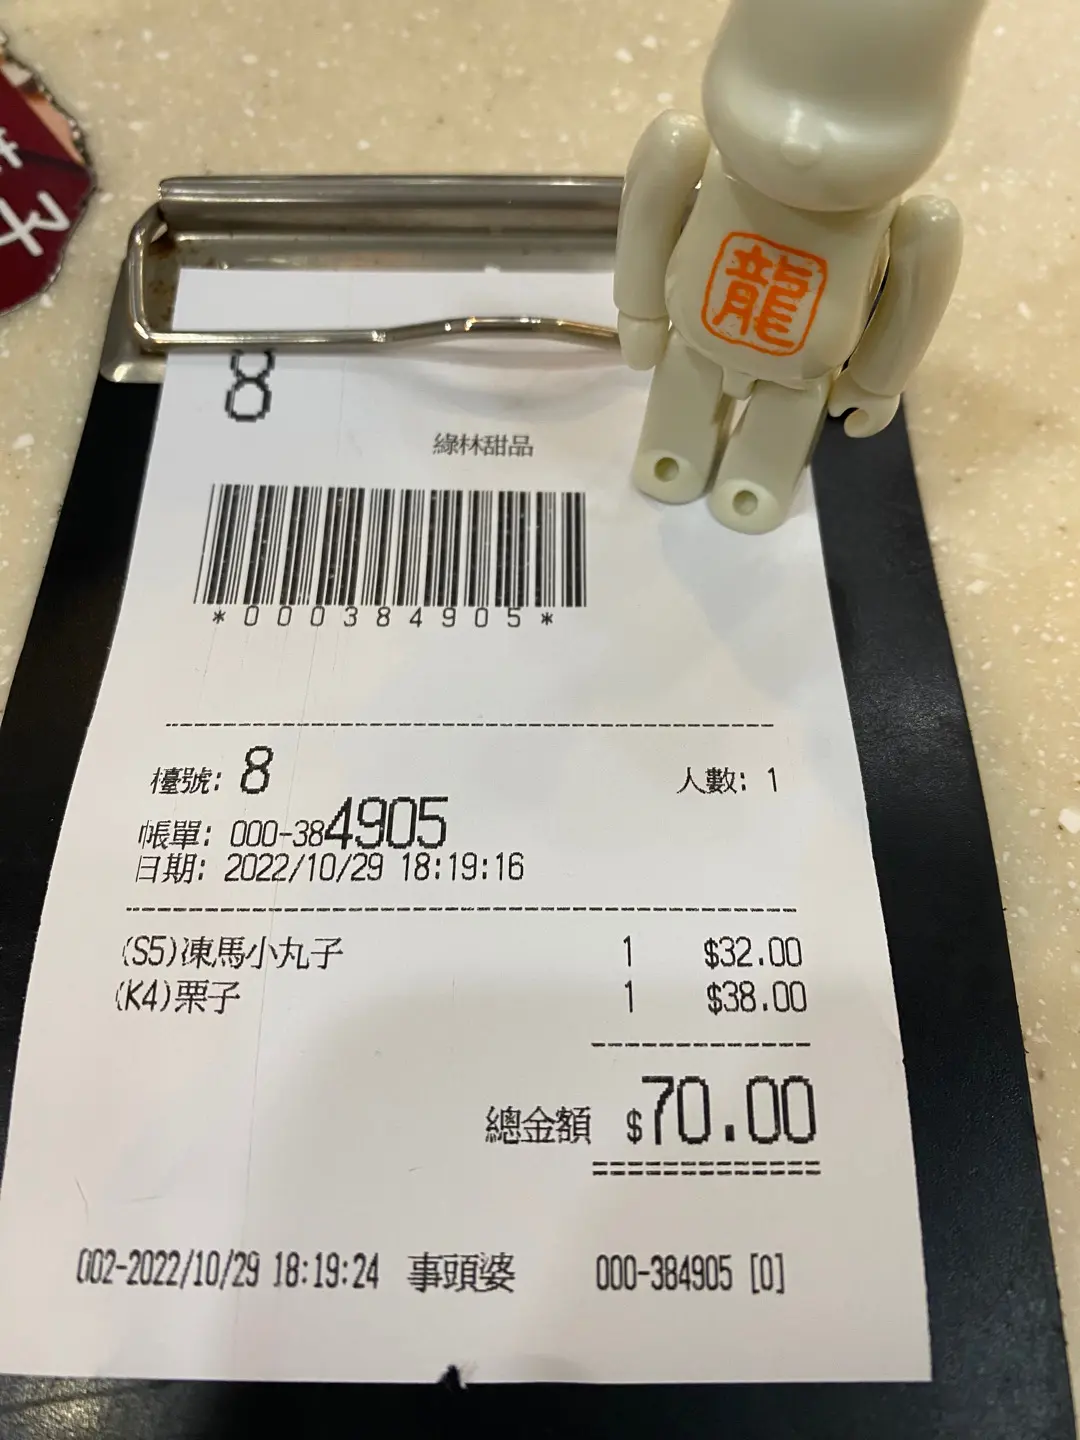 子
龍
8
綠林甜品
*000384905*
檯號: 8
人數: 1
帳單: 000-384905
日期: 2022/10/29 18:19:16
(S5)凍馬小丸子 1 $32.00
(K4)栗子 1 $38.00
總金額 $70.00
002-2022/10/29 18:19:24 事頭婆 000-384905 [0]